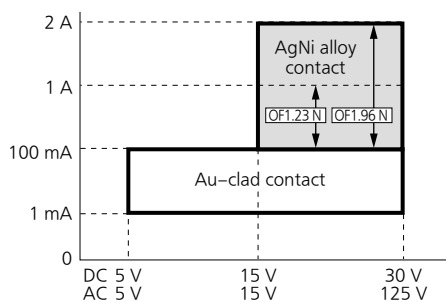 2 A
AgNi alloy
contact
1 A
OF1.23 N OF1.96 N
100 mA
Au–clad contact
1 mA
0
DC 5 V 15 V 30 V
AC 5 V 15 V 125 V